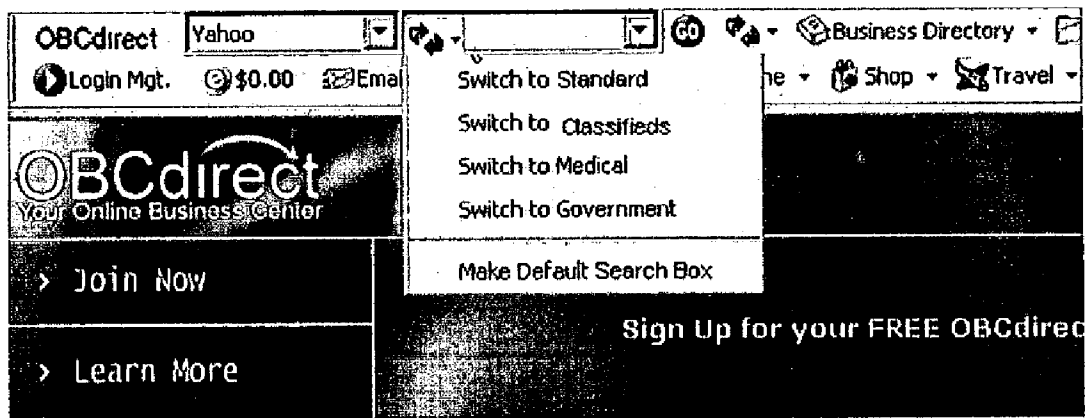 OBCdirect Yahoo GO Business Directory
Login Mgt. $0.00 Emai he Shop Travel
Switch to Standard
Switch to Classifieds
Switch to Medical
Switch to Government
Make Default Search Box
OBCdirect
Your Online Business Center
> Join Now
> Learn More
Sign Up for your FREE OBCdirec